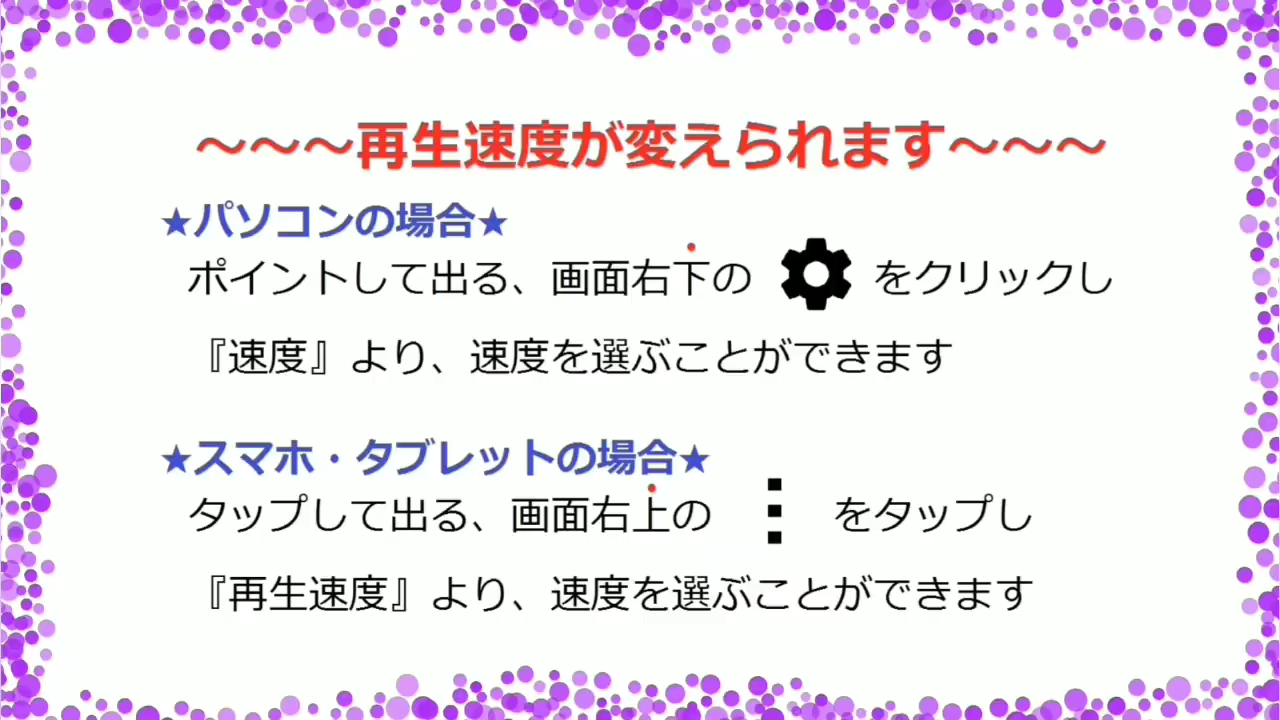 ～～～再生速度が変えられます～～～
★パソコンの場合★
ポイントして出る、画面右下の をクリックし
『速度』より、速度を選ぶことができます
★スマホ・タブレットの場合★
タップして出る、画面右上の をタップし
『再生速度』より、速度を選ぶことができます